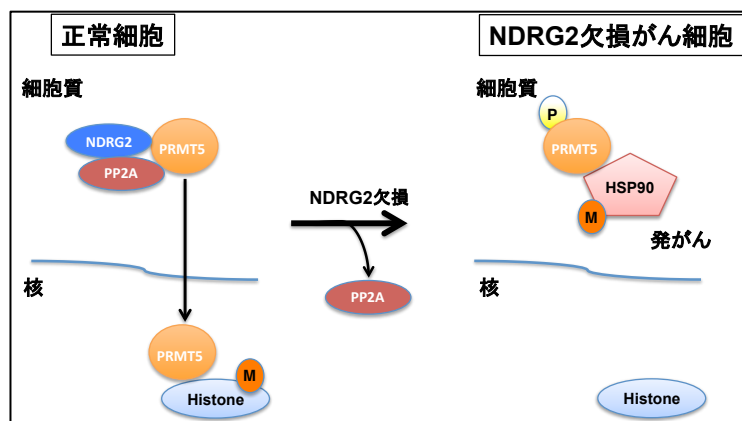 正常細胞
細胞質
NDRG2
PRMT5
PP2A
核
PRMT5
M
Histone
NDRG2欠損
PP2A
NDRG2欠損がん細胞
細胞質
P
PRMT5
HSP90
M
発がん
核
Histone